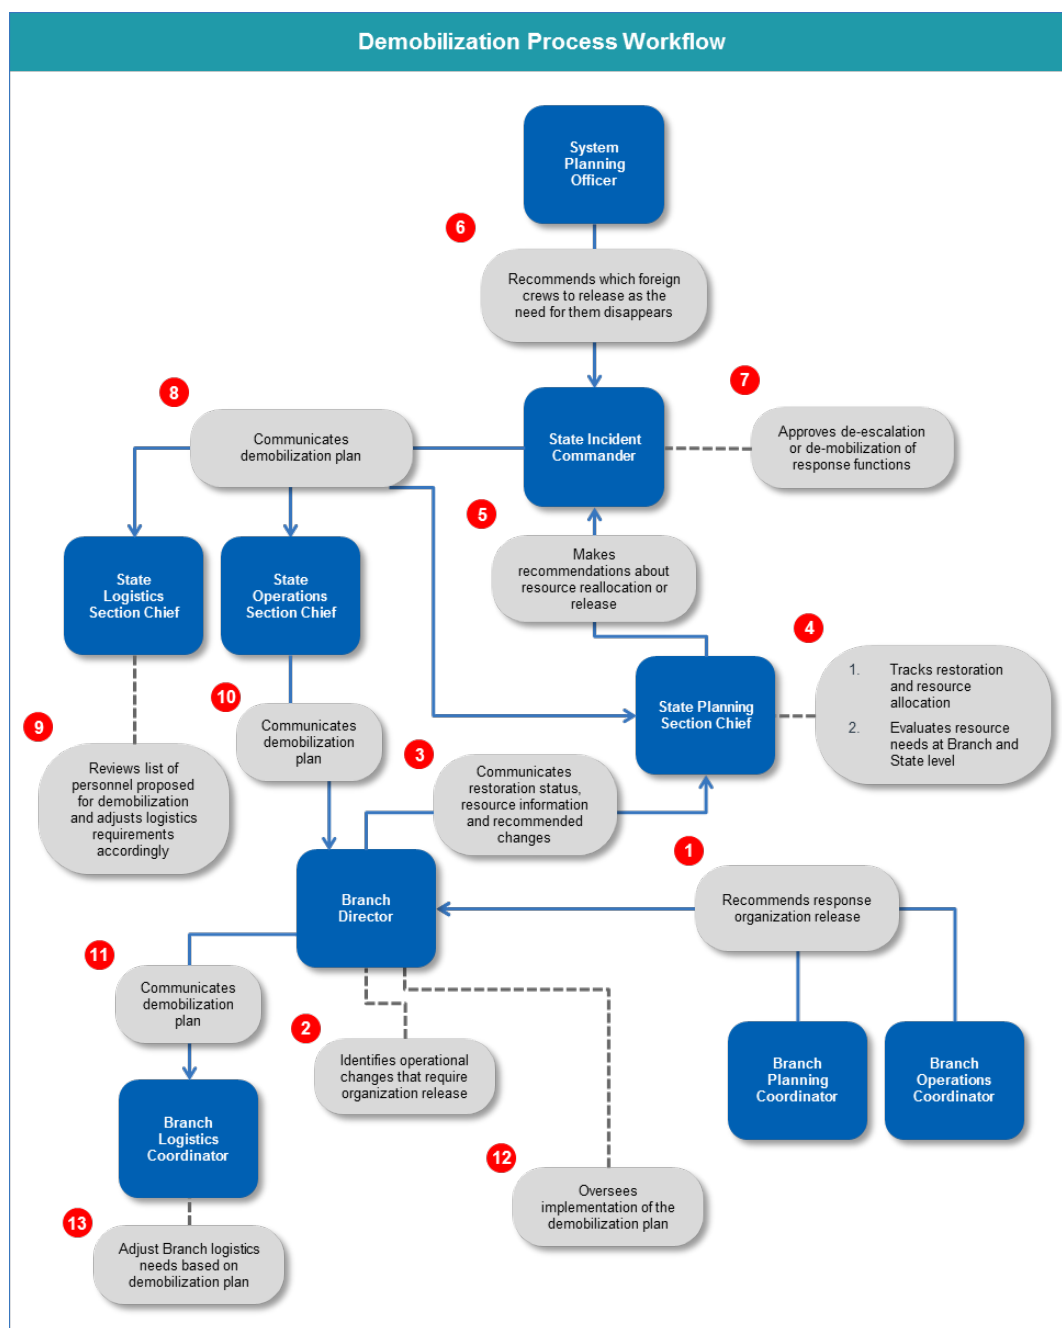 Demobilization Process Workflow
System
Planning
Officer
6
Recommends which foreign
crews to release as the
need for them disappears
8
7
Communicates
demobilization plan
State Incident
Commander
Approves de-escalation
or de-mobilization of
response functions
5
State
Logistics
Section Chief
State
Operations
Section Chief
Makes
recommendations about
resource reallocation or
release
4
10
9
Communicates
demobilization
plan
State Planning
Section Chief
1. Tracks restoration
and resource
allocation
2. Evaluates resource
needs at Branch and
State level
3
Reviews list of
personnel proposed
for demobilization
and adjusts logistics
requirements
accordingly
Communicates
restoration status,
resource information
and recommended
changes
1
Branch
Director
Recommends response
organization release
11
Communicates
demobilization
plan
2
Identifies operational
changes that require
organization release
Branch
Planning
Coordinator
Branch
Operations
Coordinator
Branch
Logistics
Coordinator
12
Oversees
implementation of the
demobilization plan
13
Adjust Branch logistics
needs based on
demobilization plan